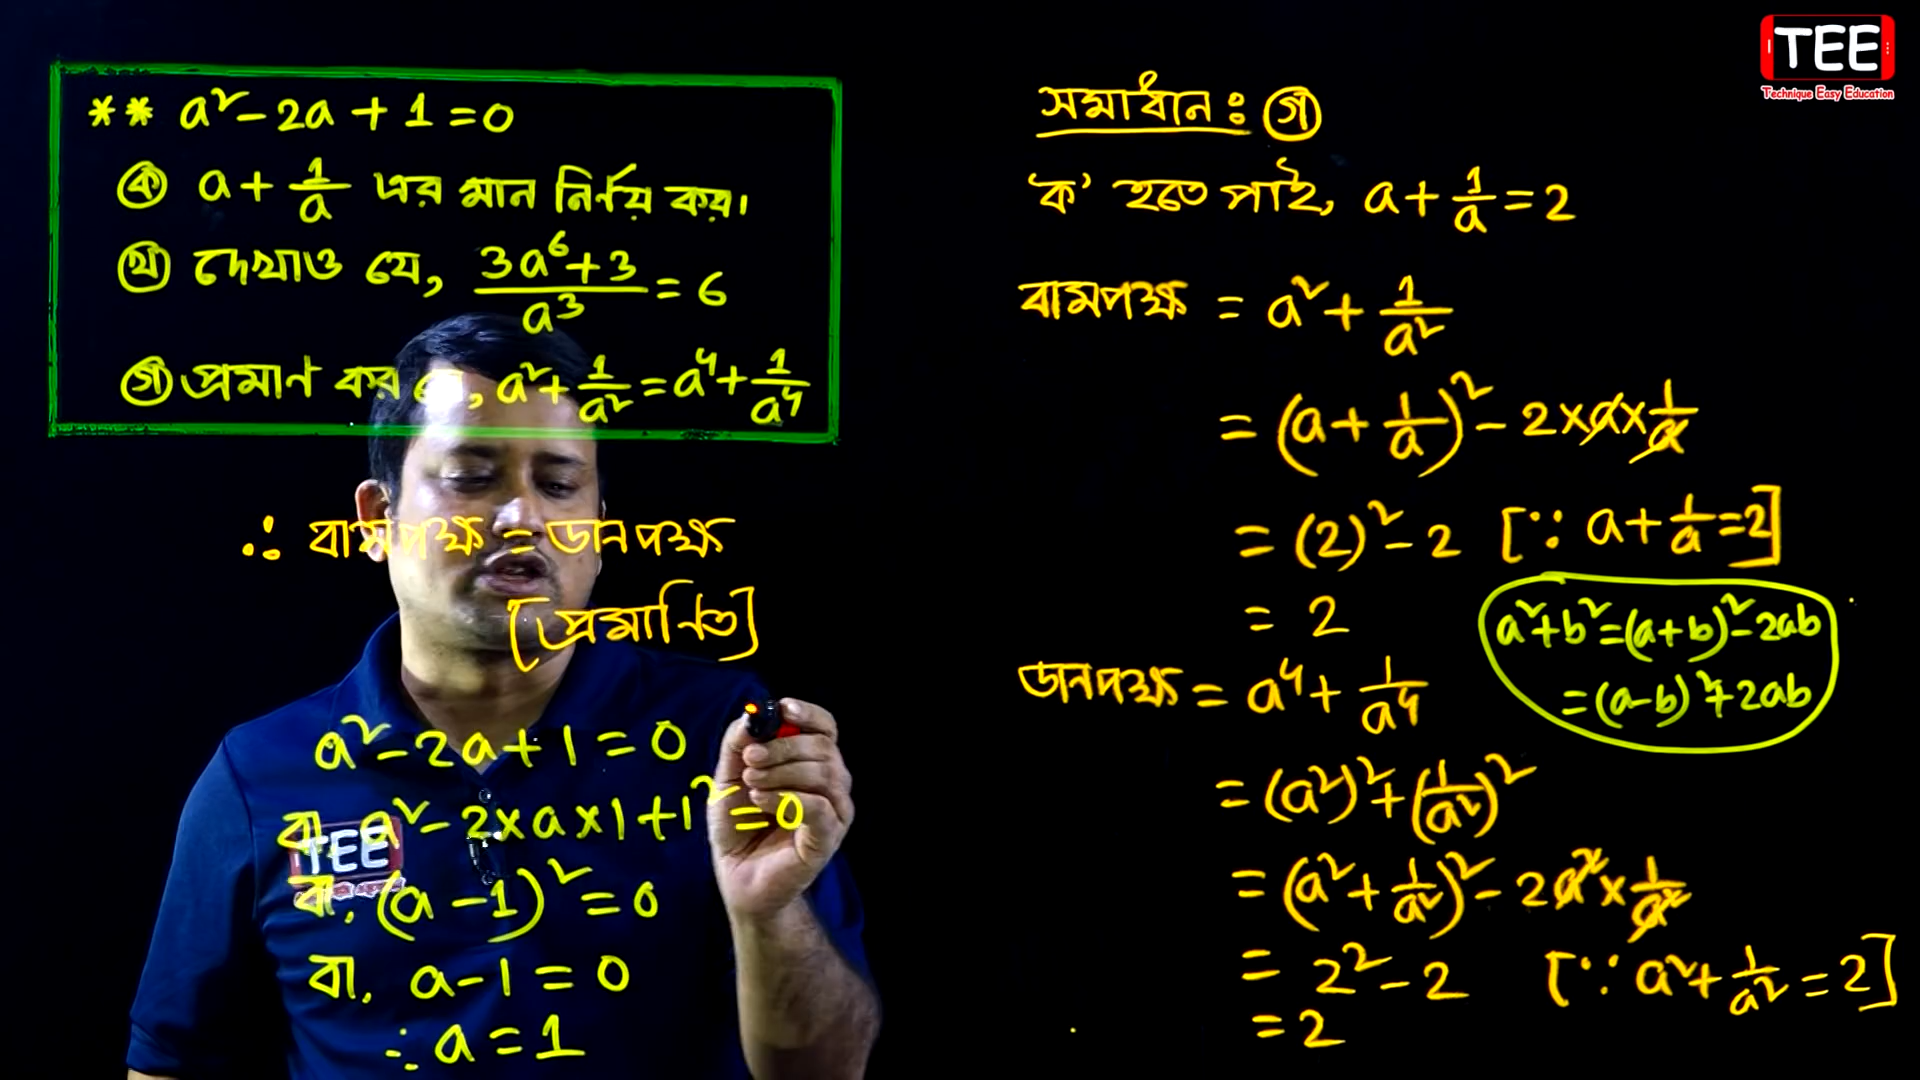 ** a² - 2a + 1 = 0
ক a + 1/a এর মান নির্ণয় কর।
খ দেখাও যে, (3a⁶ + 3)/a³ = 6
গ প্রমাণ কর যে, a² + 1/a² = a⁴ + 1/a⁴
∴ বামপক্ষ = ডানপক্ষ
[প্রমাণিত]
a² - 2a + 1 = 0
বা, a² - 2×a×1 + 1² = 0
বা, (a - 1)² = 0
বা, a - 1 = 0
∴ a = 1
TEE
সমাধান : গ
'ক' হতে পাই, a + 1/a = 2
বামপক্ষ = a² + 1/a²
= (a + 1/a)² - 2×a×1/a
= (2)² - 2 [∵ a + 1/a = 2]
= 2
a² + b² = (a+b)² - 2ab
= (a-b)² + 2ab
ডানপক্ষ = a⁴ + 1/a⁴
= (a²)² + (1/a²)²
= (a² + 1/a²)² - 2a² × 1/a²
= 2² - 2 [∵ a² + 1/a² = 2]
= 2
TEE
Technique Easy Education